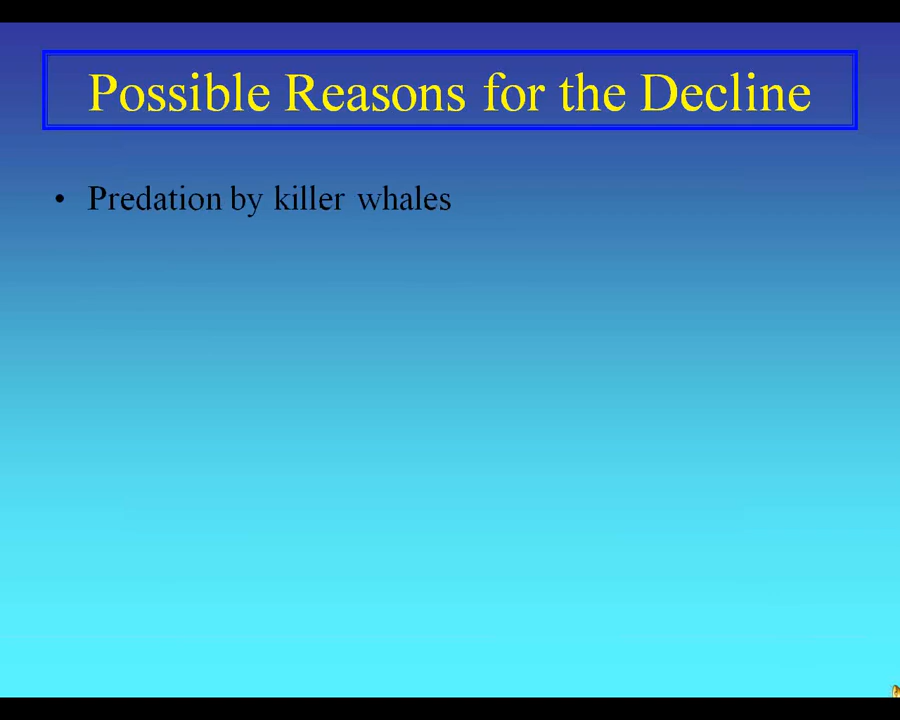 Possible Reasons for the Decline
• Predation by killer whales